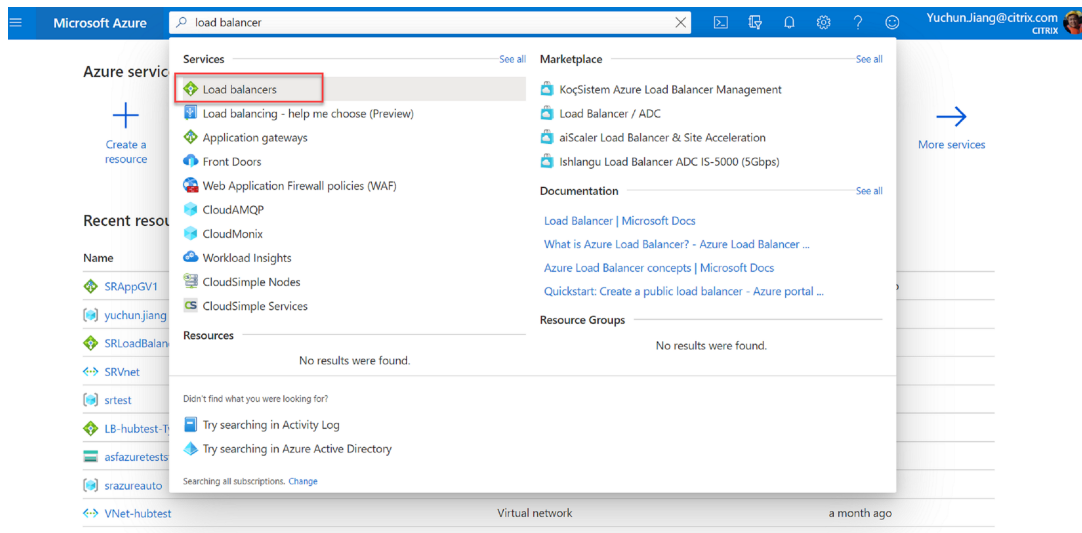 Microsoft Azure
load balancer
Yuchun.Jiang@citrix.com
CITRIX
Azure servic
Create a
resource
More services
Services
See all
Load balancers
Load balancing - help me choose (Preview)
Application gateways
Front Doors
Web Application Firewall policies (WAF)
CloudAMQP
CloudMonix
Workload Insights
CloudSimple Nodes
CS CloudSimple Services
Resources
No results were found.
Marketplace
See all
KoçSistem Azure Load Balancer Management
Load Balancer / ADC
aiScaler Load Balancer & Site Acceleration
Ishlangu Load Balancer ADC IS-5000 (5Gbps)
Documentation
See all
Load Balancer | Microsoft Docs
What is Azure Load Balancer? - Azure Load Balancer ...
Azure Load Balancer concepts | Microsoft Docs
Quickstart: Create a public load balancer - Azure portal ...
Resource Groups
No results were found.
Didn't find what you were looking for?
Try searching in Activity Log
Try searching in Azure Active Directory
Searching all subscriptions. Change
Recent resou
Name
SRAppGV1
yuchun.jiang
SRLoadBalan
SRVnet
srtest
LB-hubtest-T
asfazuretests
srazureauto
VNet-hubtest
Virtual network
a month ago